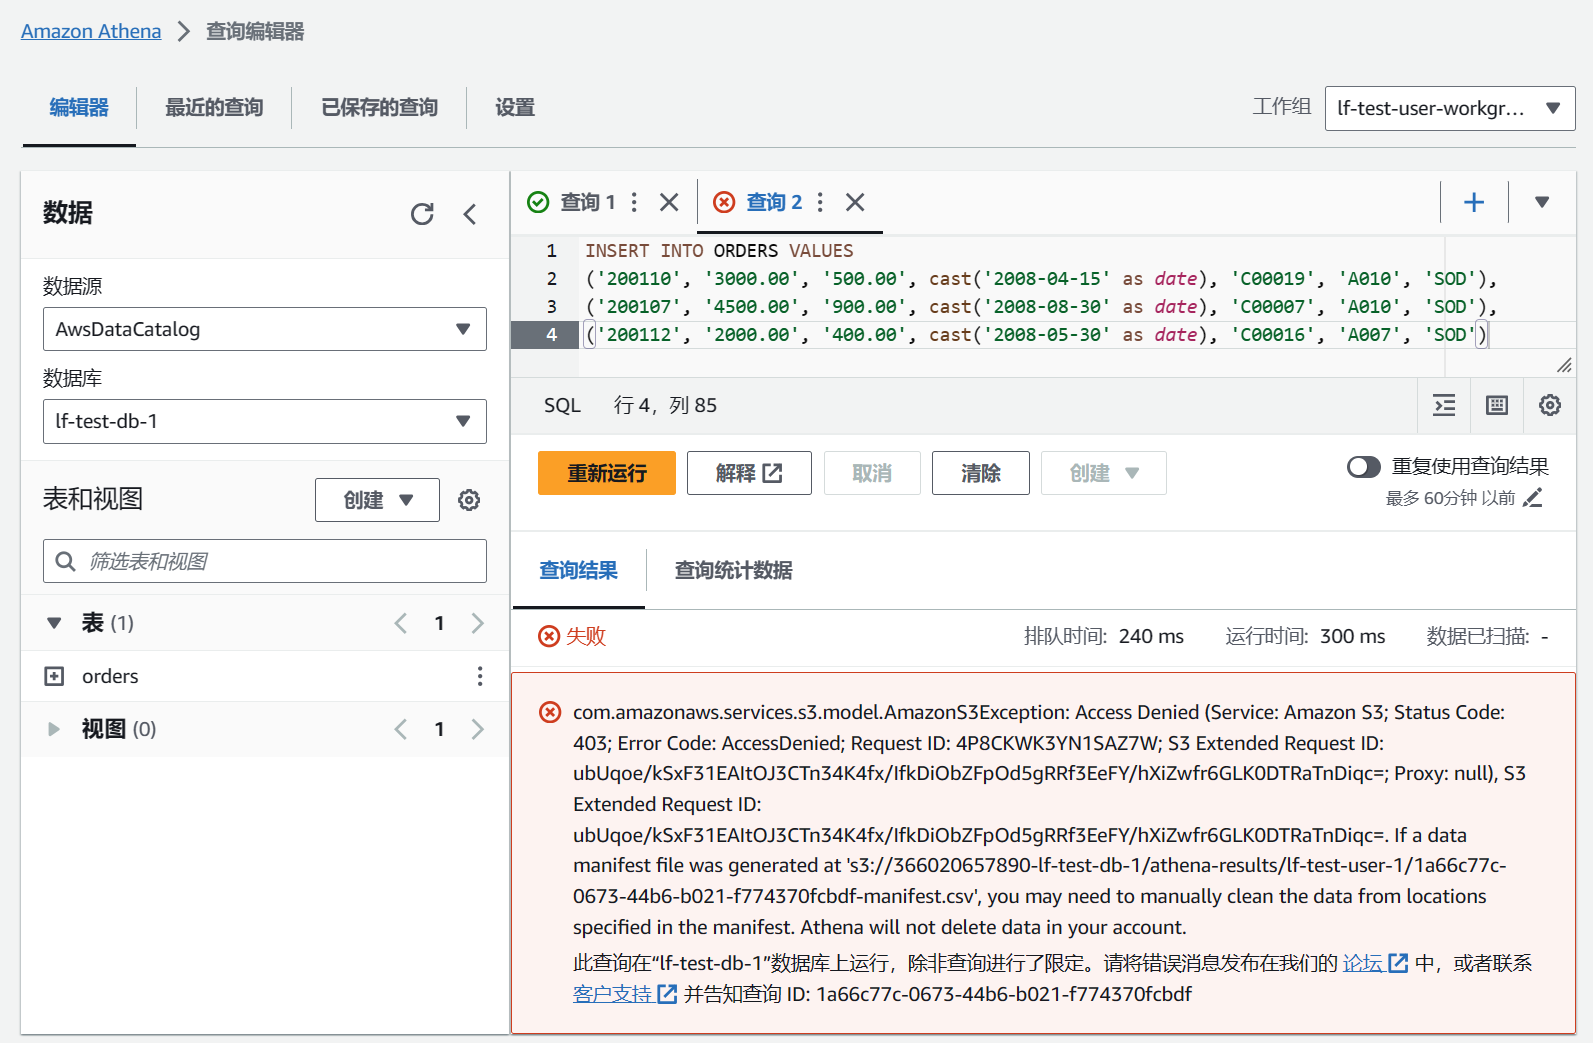 Amazon Athena > 查询编辑器
编辑器 最近的查询 已保存的查询 设置
工作组 lf-test-user-workgr...
数据
数据源
AwsDataCatalog
数据库
lf-test-db-1
表和视图 创建
筛选表和视图
表 (1) 1
orders
视图 (0) 1
查询 1 查询 2
1 INSERT INTO ORDERS VALUES
2 ('200110', '3000.00', '500.00', cast('2008-04-15' as date), 'C00019', 'A010', 'SOD'),
3 ('200107', '4500.00', '900.00', cast('2008-08-30' as date), 'C00007', 'A010', 'SOD'),
4 ('200112', '2000.00', '400.00', cast('2008-05-30' as date), 'C00016', 'A007', 'SOD')
SQL 行 4，列 85
重新运行 解释 取消 清除 创建
重复使用查询结果
最多 60分钟 以前
查询结果 查询统计数据
失败 排队时间: 240 ms 运行时间: 300 ms 数据已扫描: -
com.amazonaws.services.s3.model.AmazonS3Exception: Access Denied (Service: Amazon S3; Status Code:
403; Error Code: AccessDenied; Request ID: 4P8CKWK3YN1SAZ7W; S3 Extended Request ID:
ubUqoe/kSxF31EAItOJ3CTn34K4fx/IfkDiObZFpOd5gRRf3EeFY/hXiZwfr6GLK0DTRaTnDiqc=; Proxy: null), S3
Extended Request ID:
ubUqoe/kSxF31EAItOJ3CTn34K4fx/IfkDiObZFpOd5gRRf3EeFY/hXiZwfr6GLK0DTRaTnDiqc=. If a data
manifest file was generated at 's3://366020657890-lf-test-db-1/athena-results/lf-test-user-1/1a66c77c-
0673-44b6-b021-f774370fcbdf-manifest.csv', you may need to manually clean the data from locations
specified in the manifest. Athena will not delete data in your account.
此查询在“lf-test-db-1”数据库上运行，除非查询进行了限定。请将错误消息发布在我们的 论坛 中，或者联系
客户支持 并告知查询 ID: 1a66c77c-0673-44b6-b021-f774370fcbdf